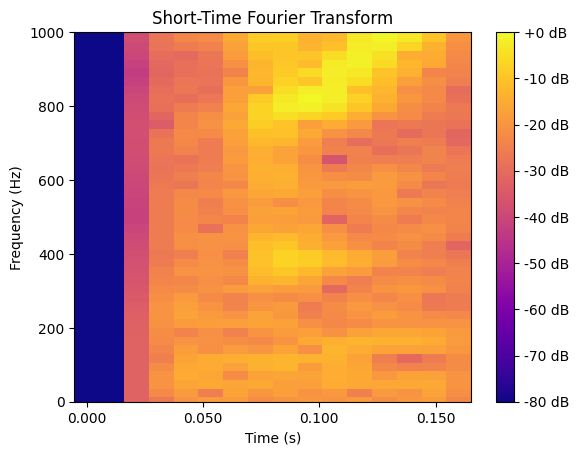 Short-Time Fourier Transform
Frequency (Hz)
1000
800
600
400
200
0
0.000
0.050
0.100
0.150
Time (s)
+0 dB
-10 dB
-20 dB
-30 dB
-40 dB
-50 dB
-60 dB
-70 dB
-80 dB